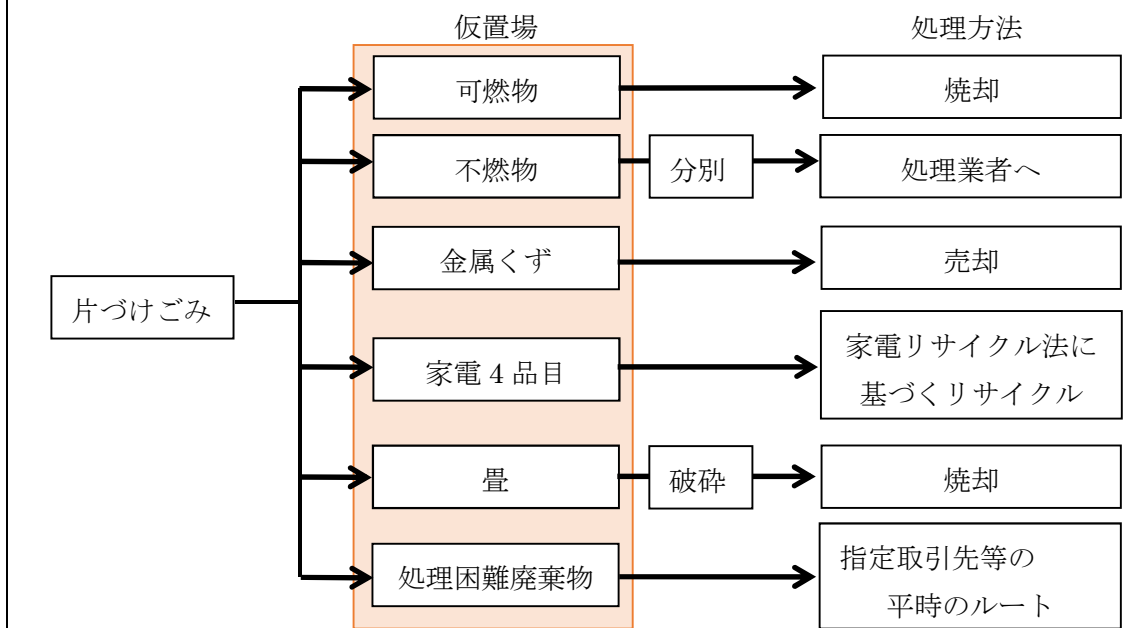 仮置場
処理方法
可燃物
焼却
不燃物
分別
処理業者へ
金属くず
売却
片づけごみ
家電4品目
家電リサイクル法に
基づくリサイクル
畳
破砕
焼却
処理困難廃棄物
指定取引先等の
平時のルート